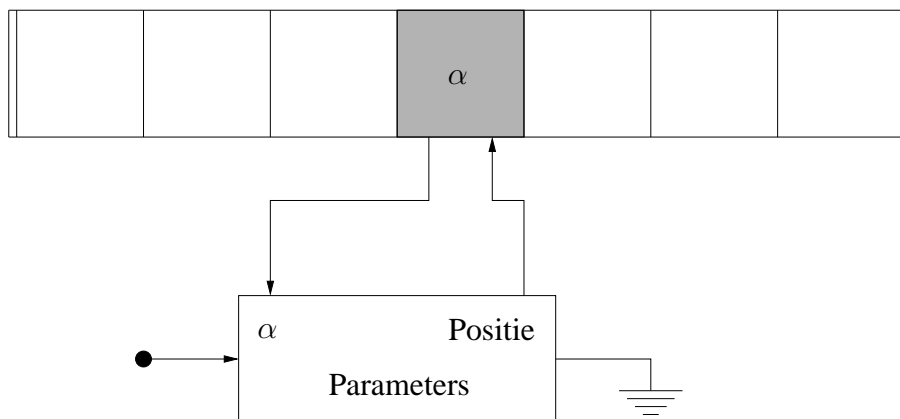 α
α Positie
Parameters